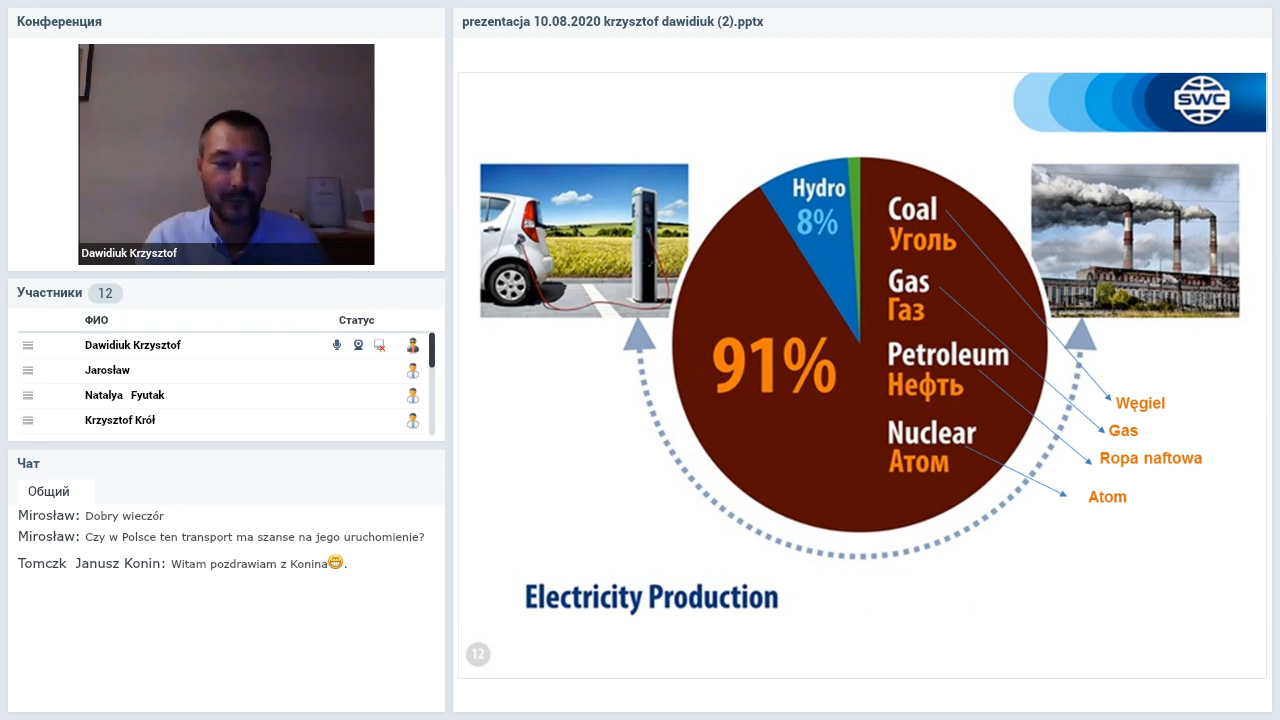 Конференция
Dawidiuk Krzysztof
Участники 12
ФИО Статус
Dawidiuk Krzysztof
Jarosław
Natalya Fyutak
Krzysztof Król
Чат
Общий
Mirosław: Dobry wieczór
Mirosław: Czy w Polsce ten transport ma szanse na jego uruchomienie?
Tomczk Janusz Konin: Witam pozdrawiam z Konina😁.
prezentacja 10.08.2020 krzysztof dawidiuk (2).pptx
SWC
Hydro
8%
91%
Coal
Уголь
Gas
Газ
Petroleum
Нефть
Nuclear
Атом
Węgiel
Gas
Ropa naftowa
Atom
Electricity Production
12